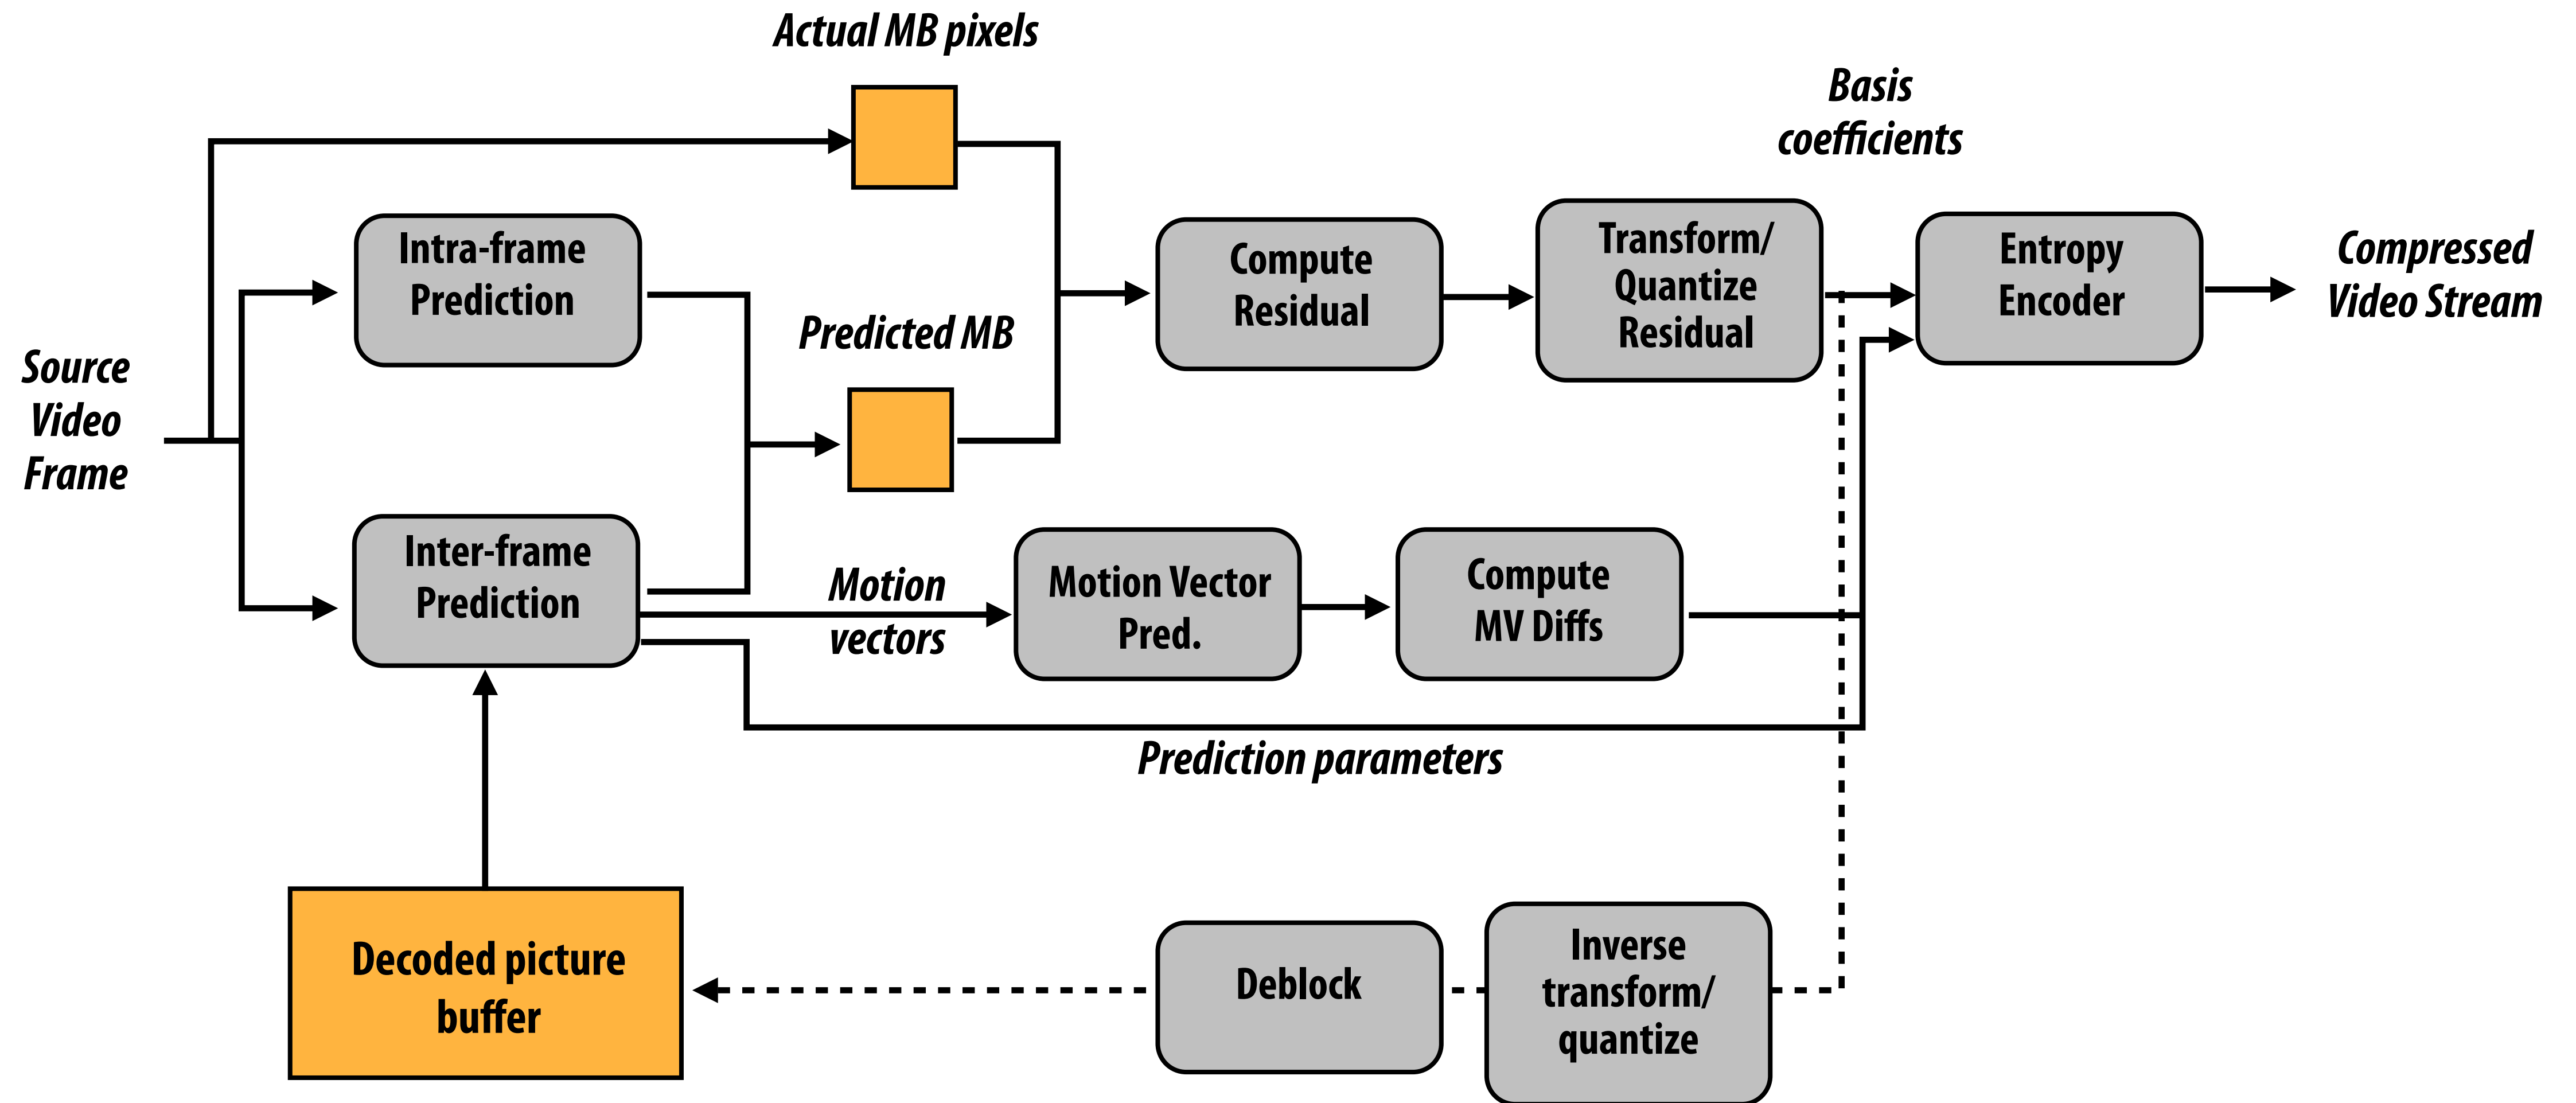 Actual MB pixels
Basis
coefficients
Intra-frame
Prediction
Compute
Residual
Transform/
Quantize
Residual
Entropy
Encoder
Compressed
Video Stream
Predicted MB
Source
Video
Frame
Inter-frame
Prediction
Motion
vectors
Motion Vector
Pred.
Compute
MV Diffs
Prediction parameters
Decoded picture
buffer
Deblock
Inverse
transform/
quantize